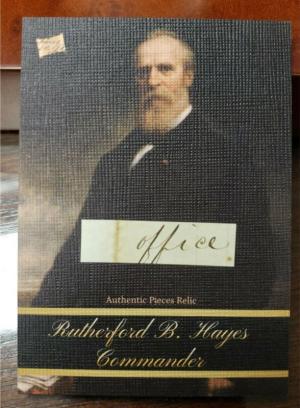 office
Authentic Pieces Relic
Rutherford B. Hayes
Commander